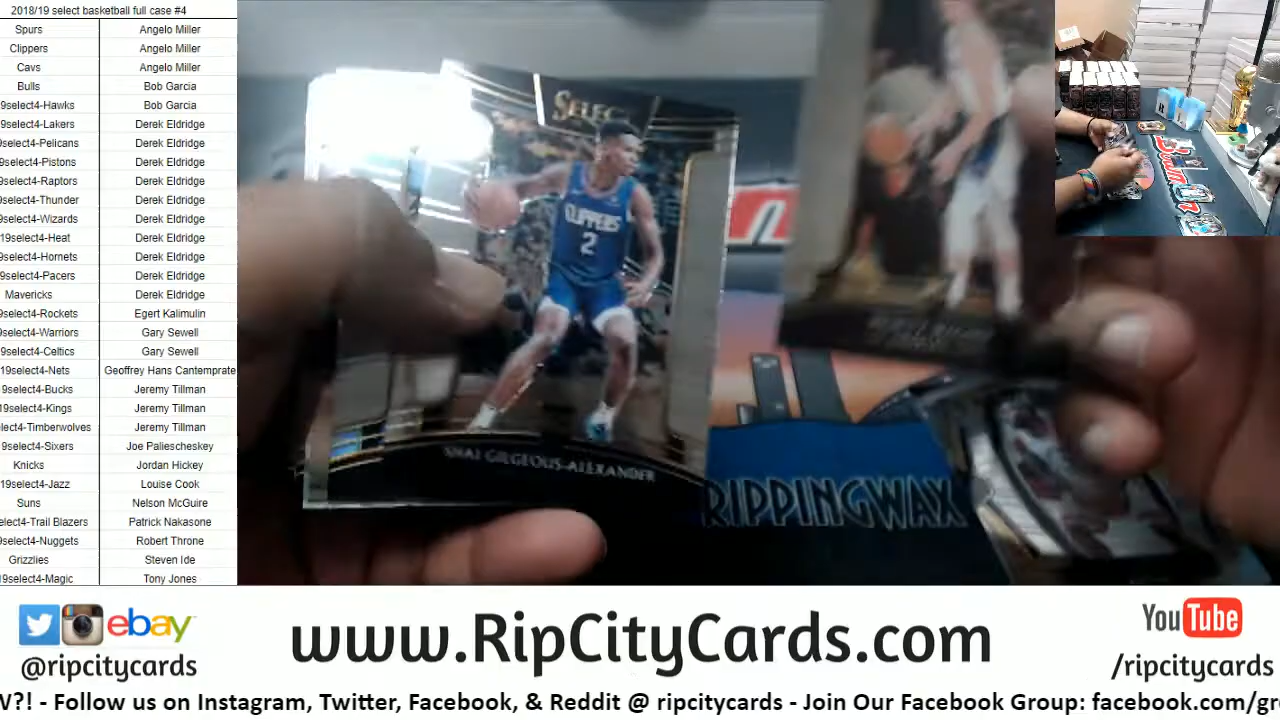 2018/19 select basketball full case #4
Spurs Angelo Miller
Clippers Angelo Miller
Cavs Angelo Miller
Bulls Bob Garcia
9select4-Hawks Bob Garcia
9select4-Lakers Derek Eldridge
9select4-Pelicans Derek Eldridge
9select4-Pistons Derek Eldridge
9select4-Raptors Derek Eldridge
9select4-Thunder Derek Eldridge
9select4-Wizards Derek Eldridge
19select4-Heat Derek Eldridge
9select4-Hornets Derek Eldridge
9select4-Pacers Derek Eldridge
Mavericks Derek Eldridge
9select4-Rockets Egert Kalimulin
9select4-Warriors Gary Sewell
9select4-Celtics Gary Sewell
19select4-Nets Geoffrey Hans Cantemprate
9select4-Bucks Jeremy Tillman
19select4-Kings Jeremy Tillman
elect4-Timberwolves Jeremy Tillman
9select4-Sixers Joe Paliescheskey
Knicks Jordan Hickey
19select4-Jazz Louise Cook
Suns Nelson McGuire
elect4-Trail Blazers Patrick Nakasone
9select4-Nuggets Robert Throne
Grizzlies Steven Ide
19select4-Magic Tony Jones
SELECT
CLIPPERS
2
SHAI GILGEOUS-ALEXANDER
RIPPINGWAX
ebay
@ripcitycards
www.RipCityCards.com
YouTube
/ripcitycards
V?! - Follow us on Instagram, Twitter, Facebook, & Reddit @ ripcitycards - Join Our Facebook Group: facebook.com/gr